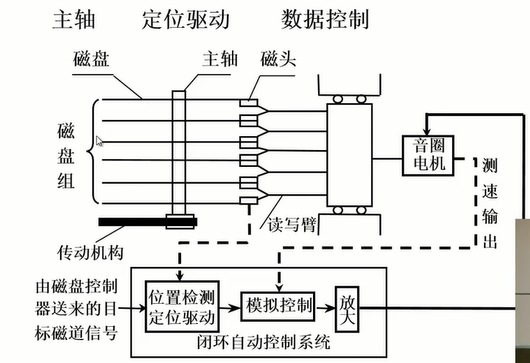 主轴 定位驱动 数据控制
磁盘 主轴 磁头
磁盘组
音圈
电机
测速输出
读写臂
传动机构
由磁盘控制
器送来的目
标磁道信号
位置检测
定位驱动
模拟控制
放大
闭环自动控制系统